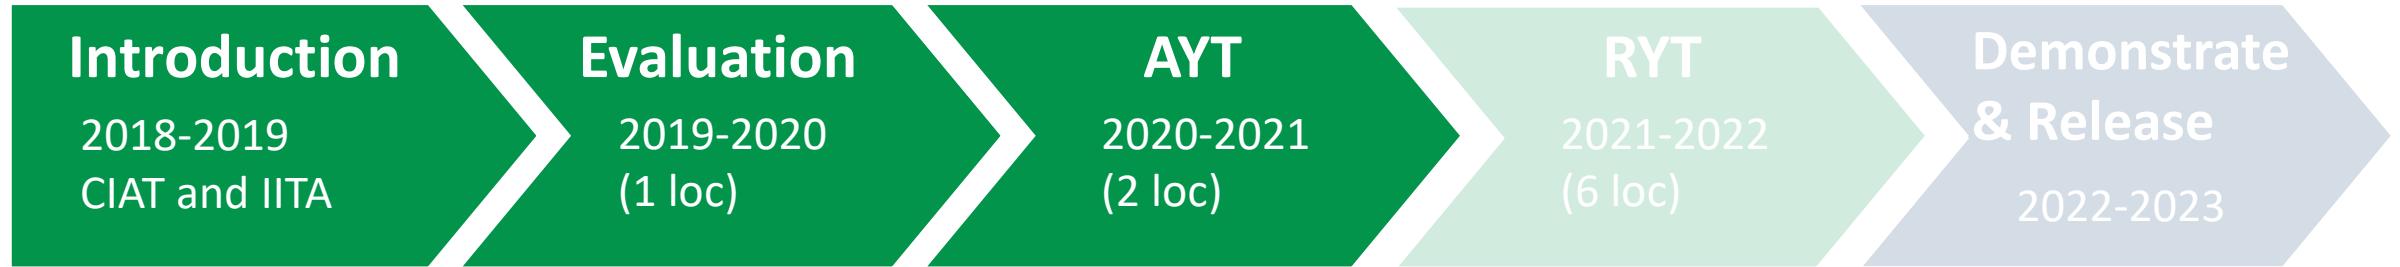 Introduction
2018-2019
CIAT and IITA
Evaluation
2019-2020
(1 loc)
AYT
2020-2021
(2 loc)
RYT
2021-2022
(6 loc)
Demonstrate
& Release
2022-2023